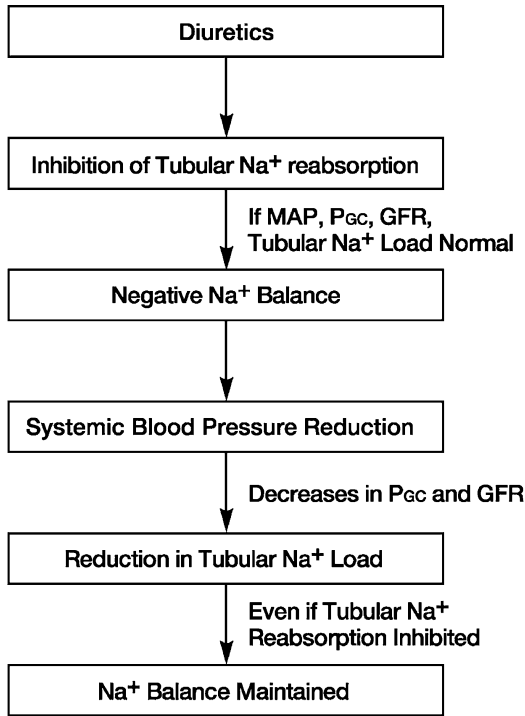 Diuretics
Inhibition of Tubular Na+ reabsorption
If MAP, PGC, GFR,
Tubular Na+ Load Normal
Negative Na+ Balance
Systemic Blood Pressure Reduction
Decreases in PGC and GFR
Reduction in Tubular Na+ Load
Even if Tubular Na+
Reabsorption Inhibited
Na+ Balance Maintained